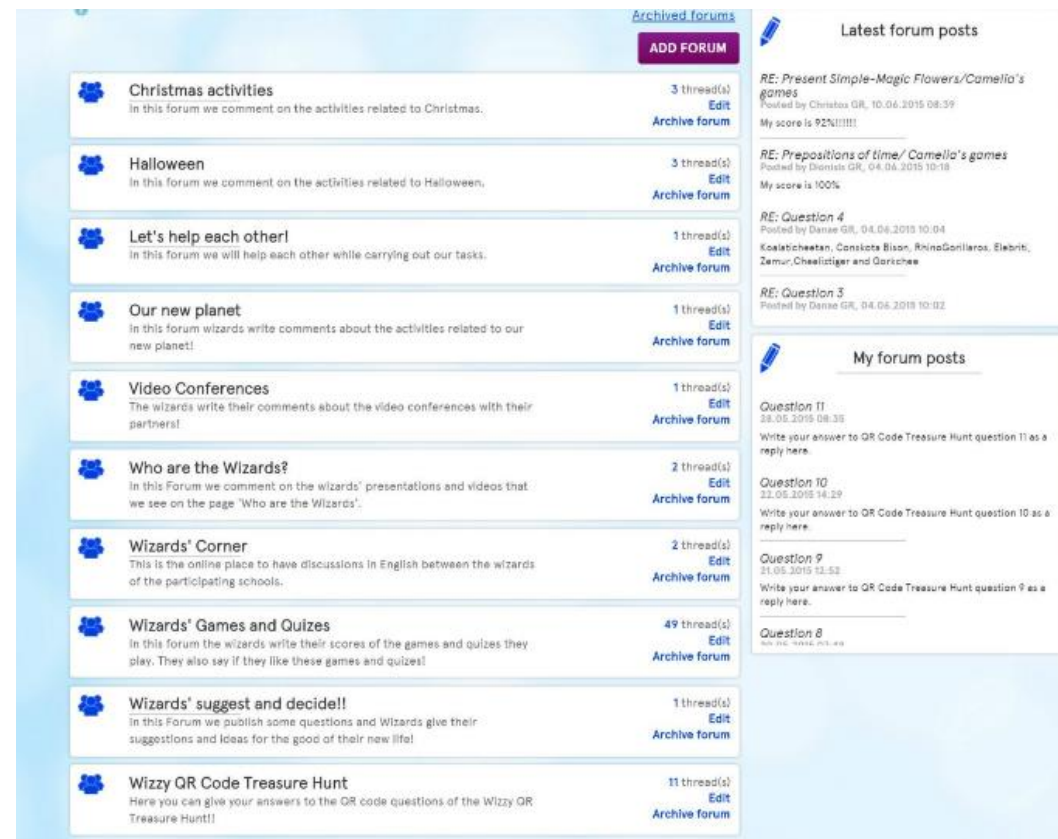 Archived forums
ADD FORUM
Christmas activities
In this forum we comment on the activities related to Christmas.
3 thread(s)
Edit
Archive forum
Halloween
In this forum we comment on the activities related to Halloween.
3 thread(s)
Edit
Archive forum
Let's help each other!
In this forum we will help each other while carrying out our tasks.
1 thread(s)
Edit
Archive forum
Our new planet
In this forum wizards write comments about the activities related to our
new planet!
1 thread(s)
Edit
Archive forum
Video Conferences
The wizards write their comments about the video conferences with their
partners!
1 thread(s)
Edit
Archive forum
Who are the Wizards?
In this Forum we comment on the wizards' presentations and videos that
we see on the page 'Who are the Wizards'.
2 thread(s)
Edit
Archive forum
Wizards' Corner
This is the online place to have discussions in English between the wizards
of the participating schools.
2 thread(s)
Edit
Archive forum
Wizards' Games and Quizes
In this forum the wizards write their scores of the games and quizes they
play. They also say if they like these games and quizes!
49 thread(s)
Edit
Archive forum
Wizards' suggest and decide!!
In this Forum we publish some questions and Wizards give their
suggestions and ideas for the good of their new life!
1 thread(s)
Edit
Archive forum
Wizzy QR Code Treasure Hunt
Here you can give your answers to the QR code questions of the Wizzy QR
Treasure Hunt!!
11 thread(s)
Edit
Archive forum
Latest forum posts
RE: Present Simple-Magic Flowers/Camelia's
games
Posted by Christos GR, 10.06.2015 08:39
My score is 92%!!!!!!
RE: Prepositions of time/ Camelia's games
Posted by Dionisis GR, 04.06.2015 10:18
My score is 100%
RE: Question 4
Posted by Danae GR, 04.06.2015 10:04
Koalaticheetan, Conskota Bison, RhinoGorillaros, Elebriti,
Zemur,Cheeliztiger and Gorkchee
RE: Question 3
Posted by Danae GR, 04.06.2015 10:02
My forum posts
Question 11
28.05.2015 08:35
Write your answer to QR Code Treasure Hunt question 11 as a
reply here.
Question 10
22.05.2015 14:29
Write your answer to QR Code Treasure Hunt question 10 as a
reply here.
Question 9
21.05.2015 12:52
Write your answer to QR Code Treasure Hunt question 9 as a
reply here.
Question 8